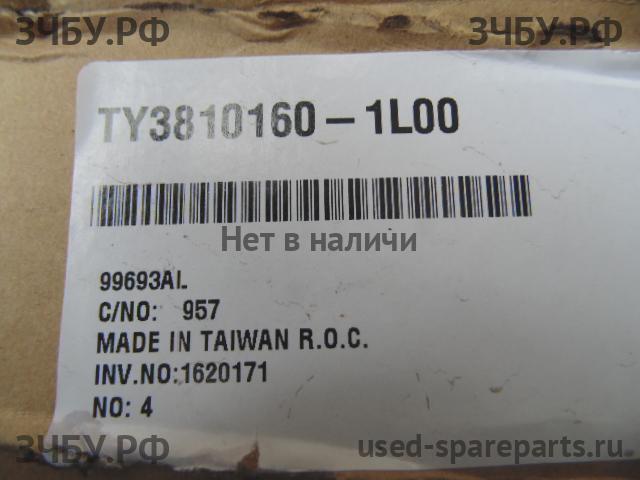 ЗЧБУ.РФ
ЗЧБУ.РФ
TY3810160-1L00
Нет в наличи
99693AL
C/NO: 957
MADE IN TAIWAN R.O.C.
INV.NO:1620171
NO: 4
ЗЧБУ.РФ
used-spareparts.ru